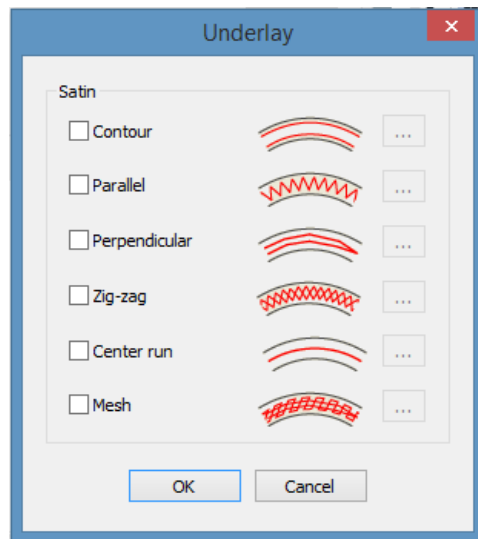 Underlay
Satin
Contour
...
Parallel
...
Perpendicular
...
Zig-zag
...
Center run
...
Mesh
...
OK
Cancel